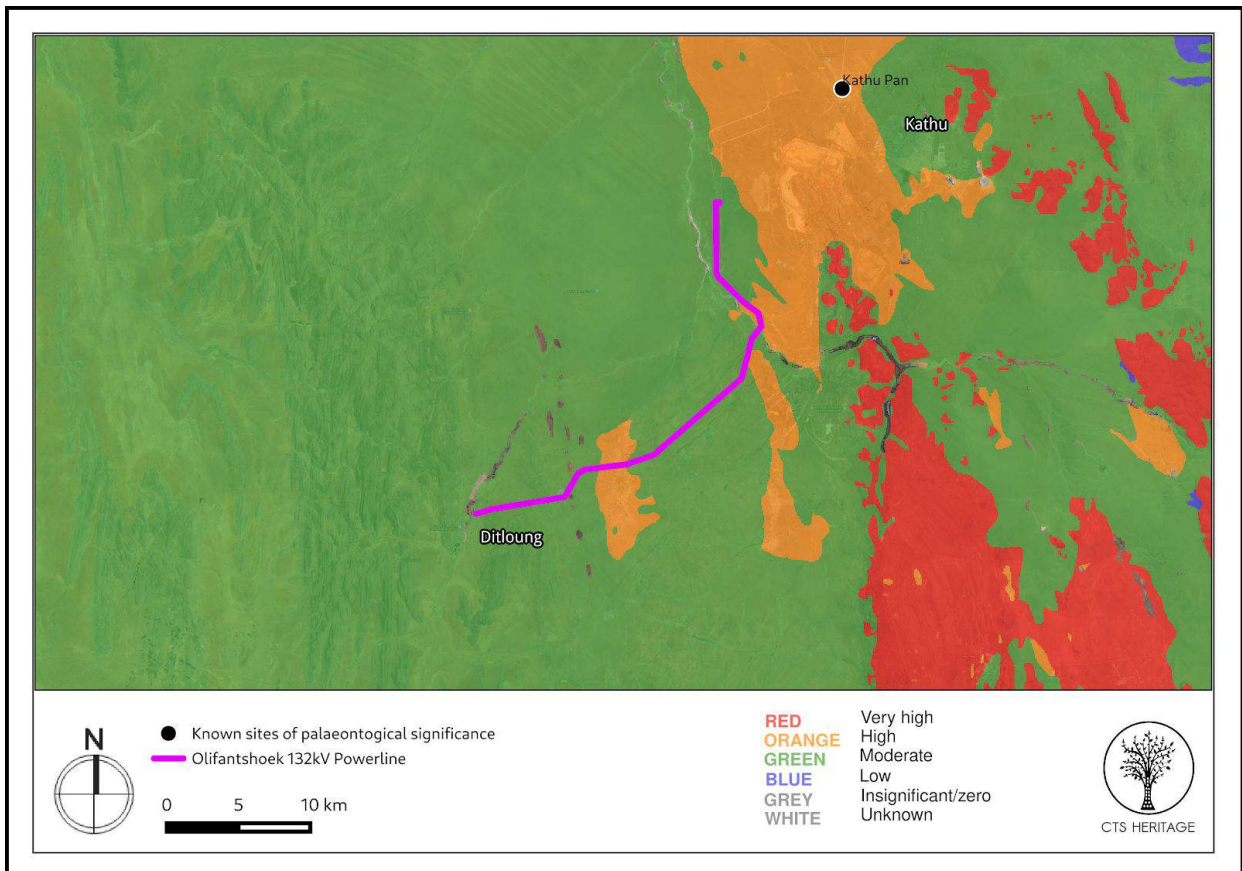 Kathu Pan
Kathu
Ditloung
N
Known sites of palaeontogical significance
Olifantshoek 132kV Powerline
0 5 10 km
RED Very high
ORANGE High
GREEN Moderate
BLUE Low
GREY Insignificant/zero
WHITE Unknown
CTS HERITAGE